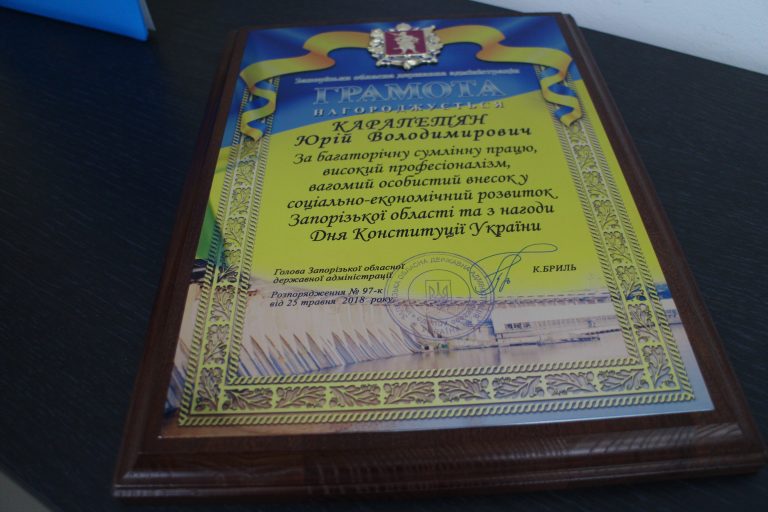 Запорізька обласна державна адміністрація
ГРАМОТА
НАГОРОДЖУЄТЬСЯ
КАРАПЕТЯН
Юрій Володимирович
За багаторічну сумлінну працю,
високий професіоналізм,
вагомий особистий внесок у
соціально-економічний розвиток
Запорізької області та з нагоди
Дня Конституції України
Голова Запорізької обласної
державної адміністрації
К.БРИЛЬ
Розпорядження № 97-к
від 25 травня 2018 року